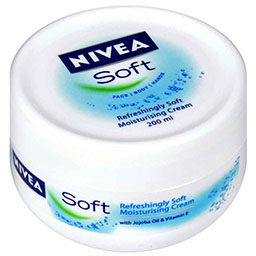 NIVEA
Soft
FACE | BODY | HANDS
Refreshingly Soft
Moisturising Cream
200 ml
NIVEA
Soft
Refreshingly Soft
Moisturising Cream
with Jojoba Oil & Vitamin E